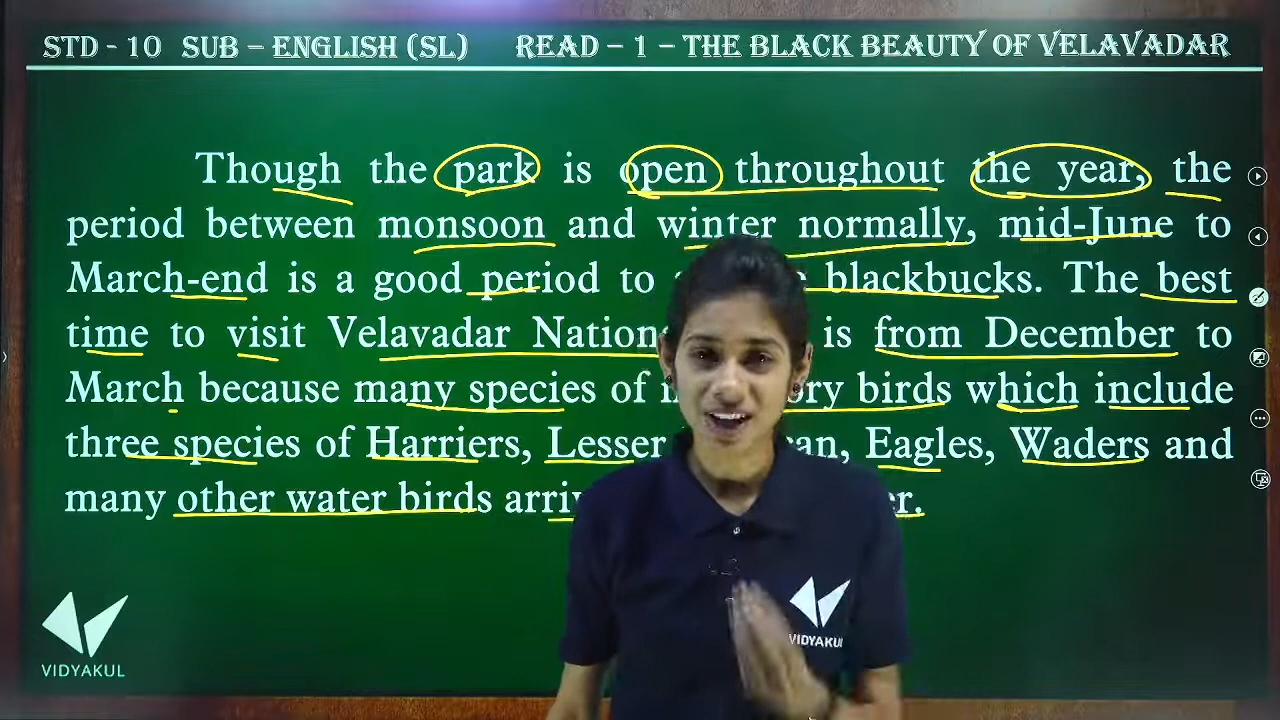 STD - 10 SUB – ENGLISH (SL) READ – 1 – THE BLACK BEAUTY OF VELAVADAR
Though the park is open throughout the year, the
period between monsoon and winter normally, mid-June to
March-end is a good period to blackbucks. The best
time to visit Velavadar is from December to
March because many species of birds which include
three species of Harriers, Lesser Eagles, Waders and
many other water birds
VIDYAKUL
VIDYAKUL